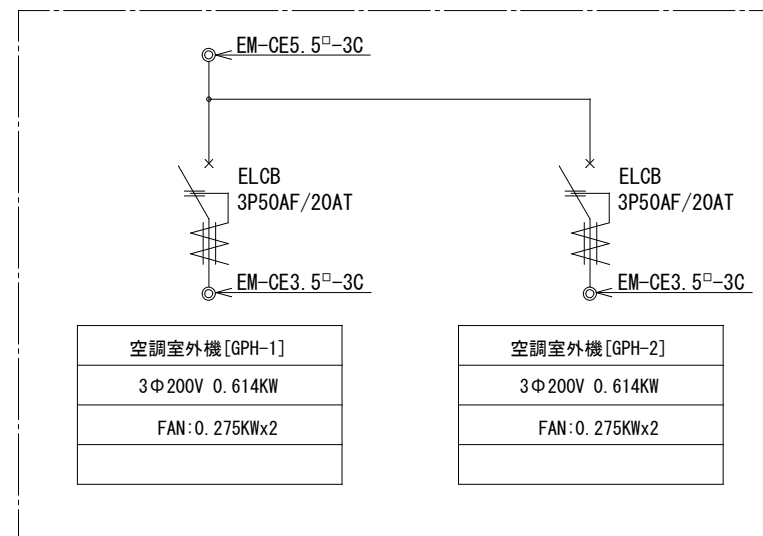 EM-CE5.5□-3C
ELCB
3P50AF/20AT
ELCB
3P50AF/20AT
EM-CE3.5□-3C
EM-CE3.5□-3C
空調室外機[GPH-1]
3Φ200V 0.614KW
FAN:0.275KWx2
空調室外機[GPH-2]
3Φ200V 0.614KW
FAN:0.275KWx2